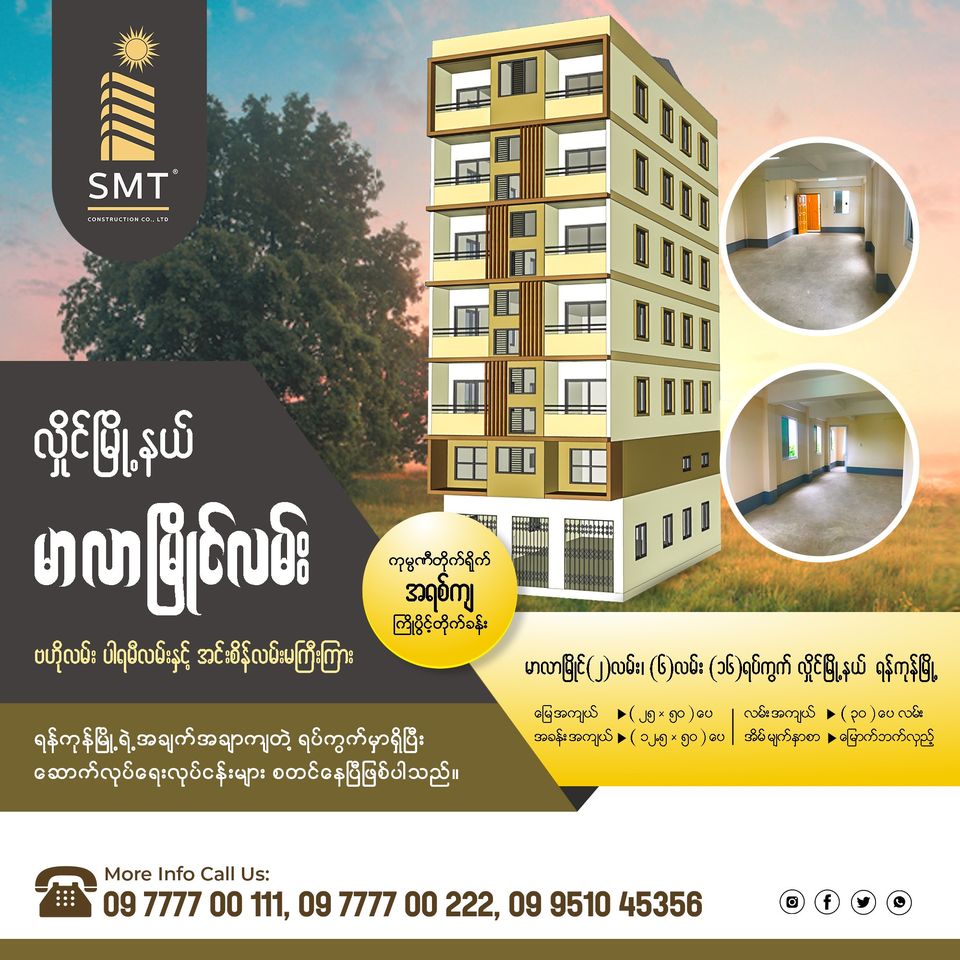 SMT®
CONSTRUCTION CO., LTD
လှိုင်မြို့နယ်
မာလာမြိုင်လမ်း
ဗဟိုလမ်း ပါရမီလမ်းနှင့် အင်းစိန်လမ်းမကြီးကြား
ရန်ကုန်မြို့ရဲ့ အချက်အချာကျတဲ့ ရပ်ကွက်မှာရှိပြီး
ဆောက်လုပ်ရေးလုပ်ငန်းများ စတင်နေပြီဖြစ်ပါသည်။
ကုမ္ပဏီတိုက်ရိုက်
အရစ်ကျ
ကြိုပွိုင့်တိုက်ခန်း
မာလာမြိုင်(၂)လမ်း၊ (၆)လမ်း (၁၆)ရပ်ကွက် လှိုင်မြို့နယ် ရန်ကုန်မြို့
မြေအကျယ် ▶ ( ၂၅ × ၅၀ ) ပေ
အခန်းအကျယ် ▶ ( ၁၂.၅ × ၅၀ ) ပေ
လမ်းအကျယ် ▶ ( ၃၀ ) ပေ လမ်း
အိမ်မျက်နှာစာ ▶ မြောက်ဘက်လှည့်
More Info Call Us:
09 7777 00 111, 09 7777 00 222, 09 9510 45356